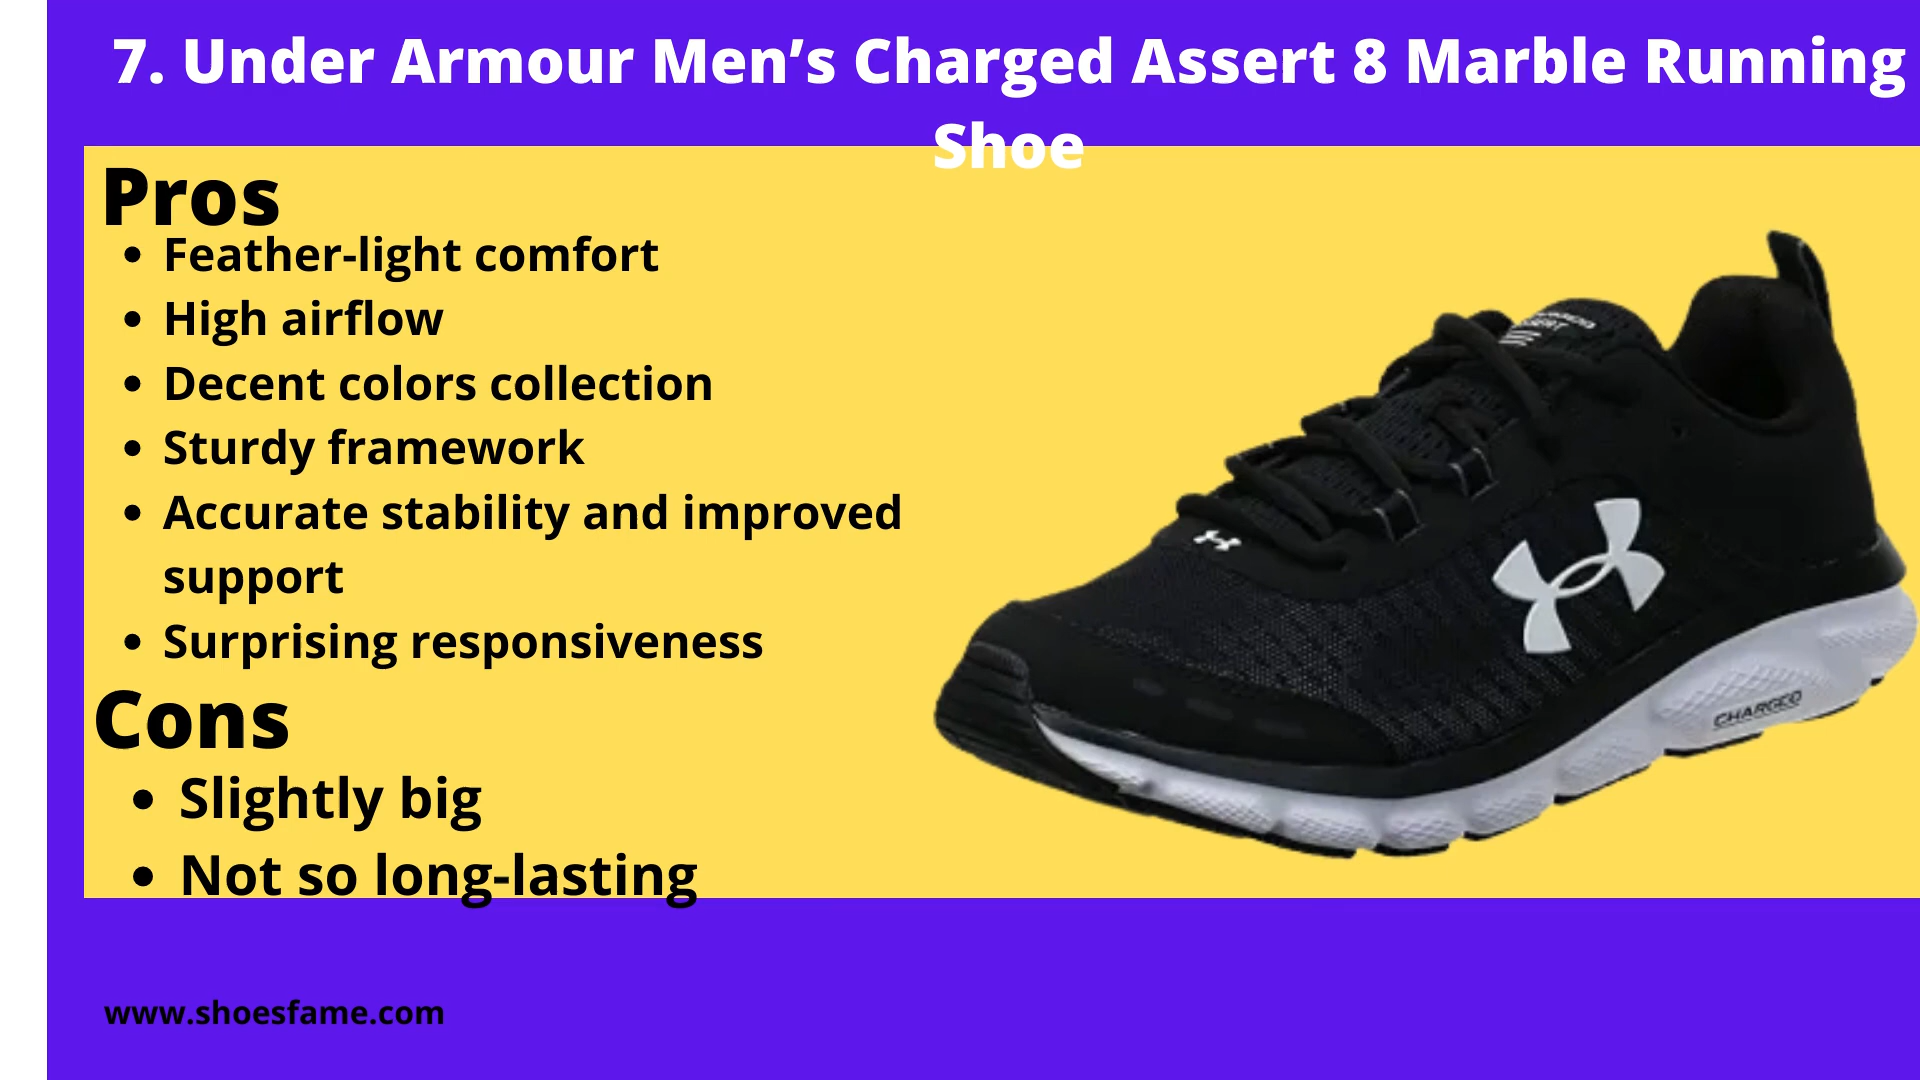 7. Under Armour Men’s Charged Assert 8 Marble Running
Shoe
Pros
• Feather-light comfort
• High airflow
• Decent colors collection
• Sturdy framework
• Accurate stability and improved
support
• Surprising responsiveness
Cons
• Slightly big
• Not so long-lasting
CHARGED
www.shoesfame.com